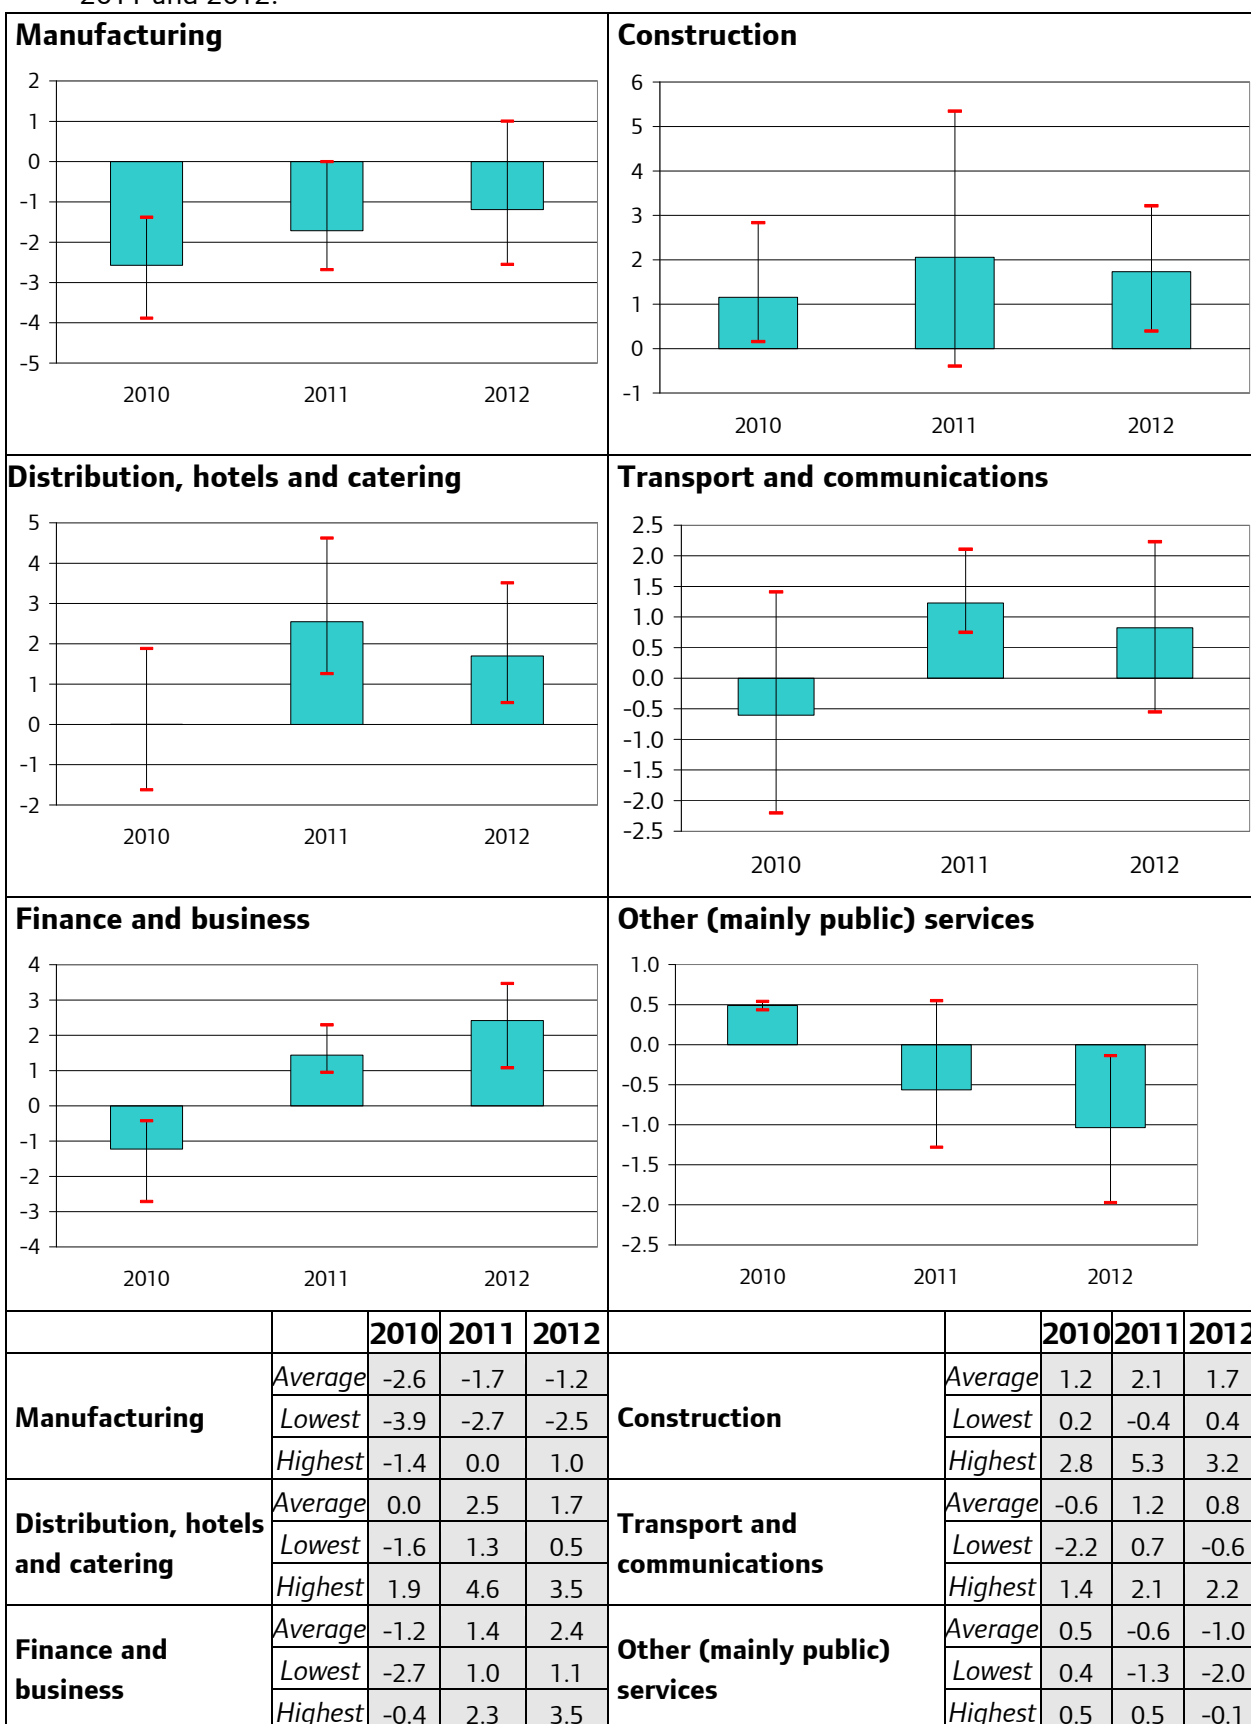 2011 and 2012:
Manufacturing
2
1
0
-1
-2
-3
-4
-5
2010 2011 2012
Construction
6
5
4
3
2
1
0
-1
2010 2011 2012
Distribution, hotels and catering
5
4
3
2
1
0
-1
-2
2010 2011 2012
Transport and communications
2.5
2.0
1.5
1.0
0.5
0.0
-0.5
-1.0
-1.5
-2.0
-2.5
2010 2011 2012
Finance and business
4
3
2
1
0
-1
-2
-3
-4
2010 2011 2012
Other (mainly public) services
1.0
0.5
0.0
-0.5
-1.0
-1.5
-2.0
-2.5
2010 2011 2012
2010 2011 2012 2010 2011 2012
Manufacturing
Average -2.6 -1.7 -1.2
Lowest -3.9 -2.7 -2.5
Highest -1.4 0.0 1.0
Construction
Average 1.2 2.1 1.7
Lowest 0.2 -0.4 0.4
Highest 2.8 5.3 3.2
Distribution, hotels
and catering
Average 0.0 2.5 1.7
Lowest -1.6 1.3 0.5
Highest 1.9 4.6 3.5
Transport and
communications
Average -0.6 1.2 0.8
Lowest -2.2 0.7 -0.6
Highest 1.4 2.1 2.2
Finance and
business
Average -1.2 1.4 2.4
Lowest -2.7 1.0 1.1
Highest -0.4 2.3 3.5
Other (mainly public)
services
Average 0.5 -0.6 -1.0
Lowest 0.4 -1.3 -2.0
Highest 0.5 0.5 -0.1